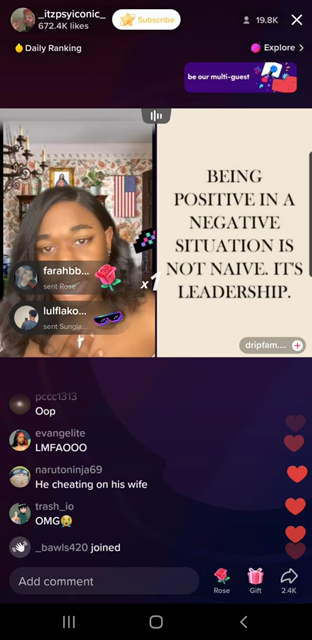 _itzpsyiconic_
672.4K likes
Subscribe
19.8K
Daily Ranking
Explore >
be our multi-guest
BEING
POSITIVE IN A
NEGATIVE
SITUATION IS
NOT NAIVE. IT'S
LEADERSHIP.
farahbb...
sent Rose
x1
lulflako...
sent Sungla...
dripfam....
pccc1313
Oop
evangelite
LMFAOOO
narutoninja69
He cheating on his wife
trash_io
OMG😭
_bawls420 joined
Add comment
Rose
Gift
2.4K